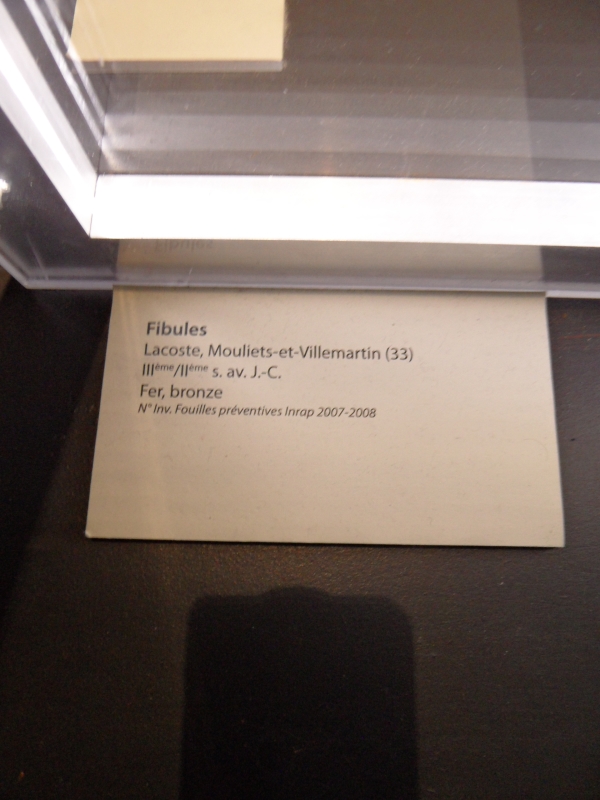 Fibules
Lacoste, Mouliets-et-Villemartin (33)
IIIème/IIème s. av. J.-C.
Fer, bronze
N° Inv. Fouilles préventives Inrap 2007-2008